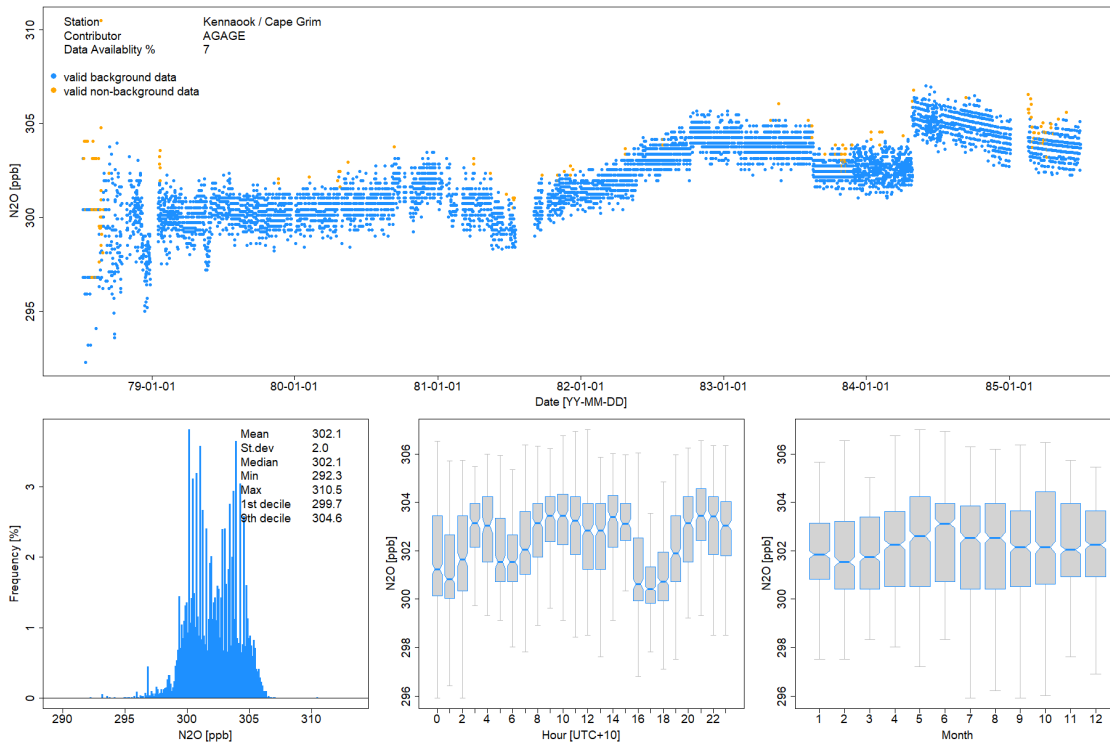 Station Kennaook / Cape Grim
Contributor AGAGE
Data Availablity % 7
valid background data
valid non-background data
N2O [ppb]
310
305
300
295
79-01-01 80-01-01 81-01-01 82-01-01 83-01-01 84-01-01 85-01-01
Date [YY-MM-DD]
Mean 302.1
St.dev 2.0
Median 302.1
Min 292.3
Max 310.5
1st decile 299.7
9th decile 304.6
Frequency [%]
3
2
1
0
290 295 300 305 310
N2O [ppb]
N2O [ppb]
306
304
302
300
298
296
0 2 4 6 8 10 12 14 16 18 20 22
Hour [UTC+10]
N2O [ppb]
306
304
302
300
298
296
1 2 3 4 5 6 7 8 9 10 11 12
Month